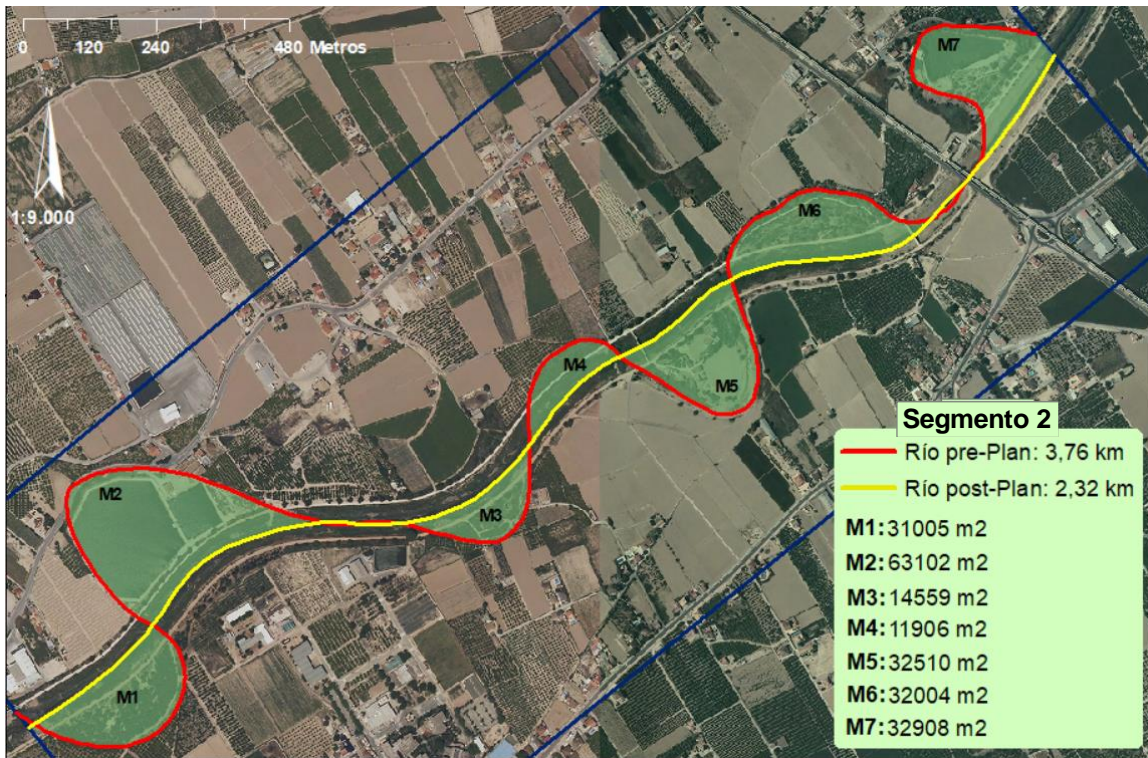 0 120 240 480 Metros
N
1:9.000
M7
M6
M4
M5
M2
M3
M1
Segmento 2
Río pre-Plan: 3,76 km
Río post-Plan: 2,32 km
M1: 31005 m2
M2: 63102 m2
M3: 14559 m2
M4: 11906 m2
M5: 32510 m2
M6: 32004 m2
M7: 32908 m2